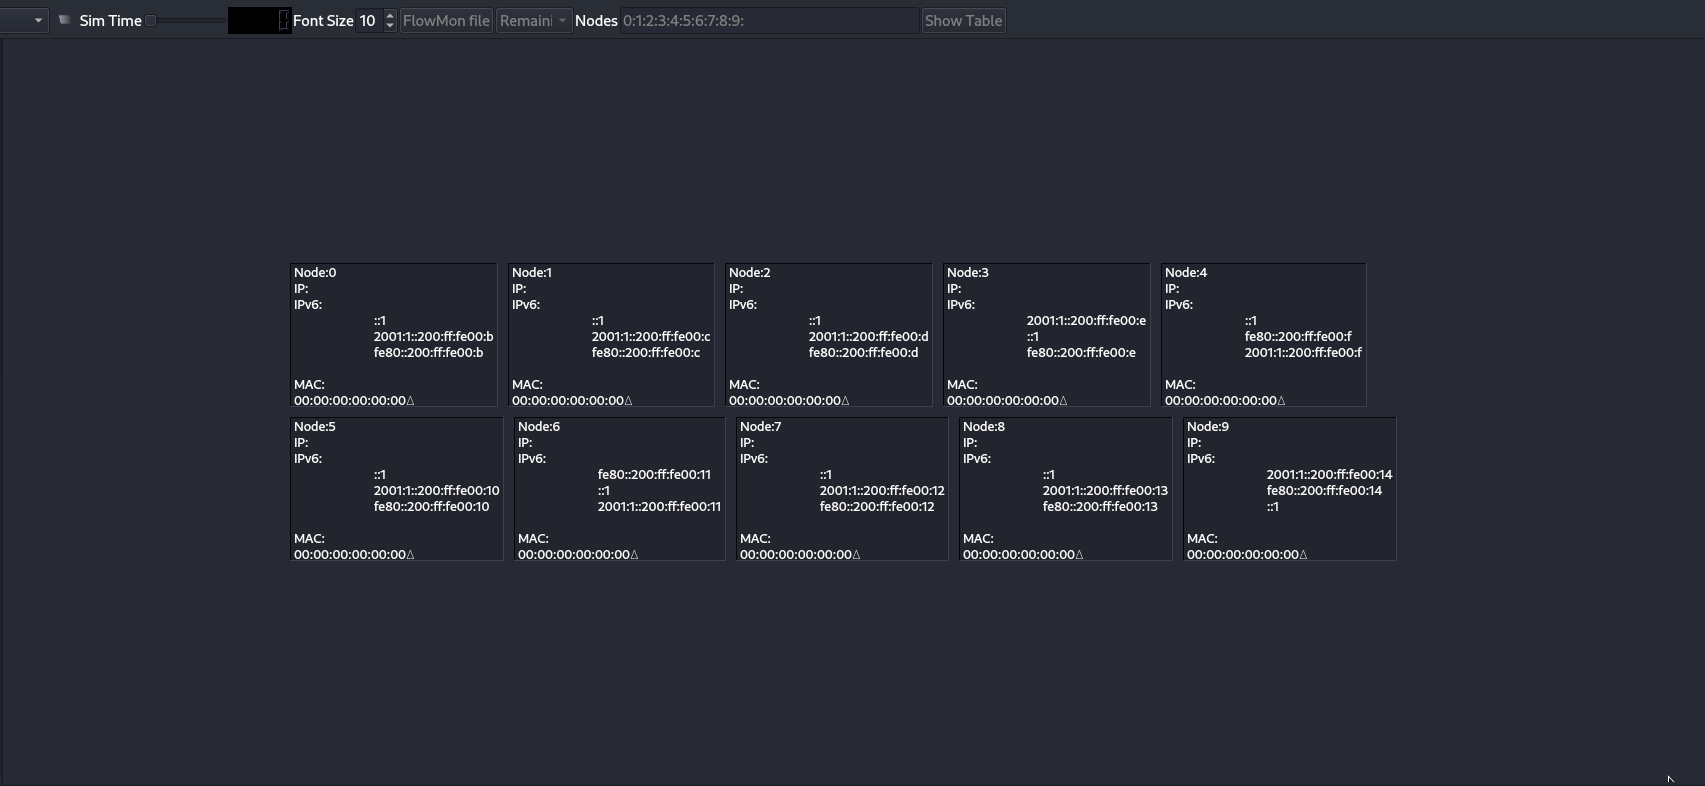 Sim Time Font Size 10 FlowMon file Remaini Nodes 0:1:2:3:4:5:6:7:8:9: Show Table
Node:0
IP:
IPv6:
::1
2001:1::200:ff:fe00:b
fe80::200:ff:fe00:b
MAC:
00:00:00:00:00:00
Node:1
IP:
IPv6:
::1
2001:1::200:ff:fe00:c
fe80::200:ff:fe00:c
MAC:
00:00:00:00:00:00
Node:2
IP:
IPv6:
::1
2001:1::200:ff:fe00:d
fe80::200:ff:fe00:d
MAC:
00:00:00:00:00:00
Node:3
IP:
IPv6:
2001:1::200:ff:fe00:e
::1
fe80::200:ff:fe00:e
MAC:
00:00:00:00:00:00
Node:4
IP:
IPv6:
::1
fe80::200:ff:fe00:f
2001:1::200:ff:fe00:f
MAC:
00:00:00:00:00:00
Node:5
IP:
IPv6:
::1
2001:1::200:ff:fe00:10
fe80::200:ff:fe00:10
MAC:
00:00:00:00:00:00
Node:6
IP:
IPv6:
fe80::200:ff:fe00:11
::1
2001:1::200:ff:fe00:11
MAC:
00:00:00:00:00:00
Node:7
IP:
IPv6:
::1
2001:1::200:ff:fe00:12
fe80::200:ff:fe00:12
MAC:
00:00:00:00:00:00
Node:8
IP:
IPv6:
::1
2001:1::200:ff:fe00:13
fe80::200:ff:fe00:13
MAC:
00:00:00:00:00:00
Node:9
IP:
IPv6:
2001:1::200:ff:fe00:14
fe80::200:ff:fe00:14
::1
MAC:
00:00:00:00:00:00